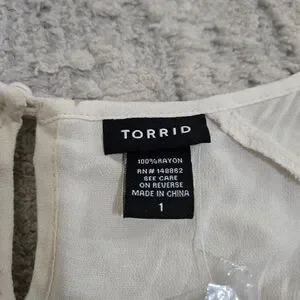 TORRID
100%RAYON
RN# 148862
SEE CARE
ON REVERSE
MADE IN CHINA
1